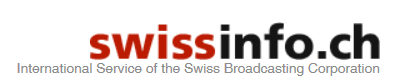 swissinfo.ch
International Service of the Swiss Broadcasting Corporation